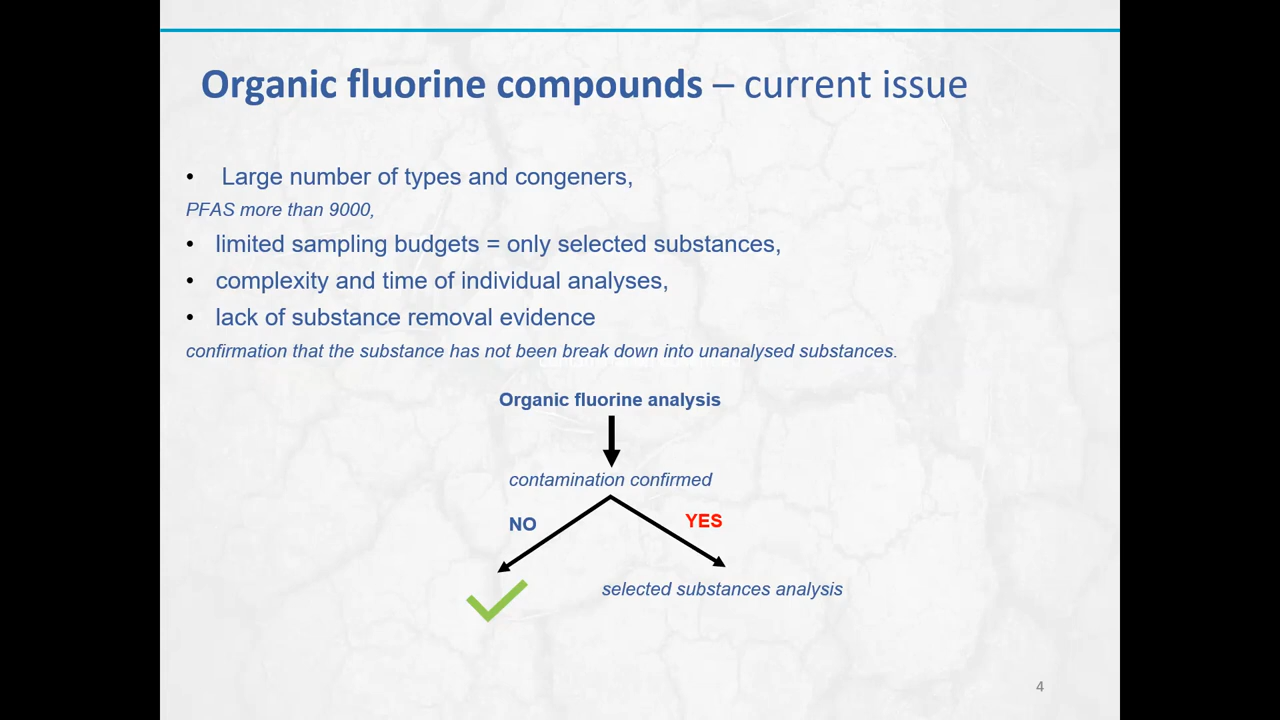 Organic fluorine compounds – current issue
• Large number of types and congeners,
PFAS more than 9000,
• limited sampling budgets = only selected substances,
• complexity and time of individual analyses,
• lack of substance removal evidence
confirmation that the substance has not been break down into unanalysed substances.
Organic fluorine analysis
contamination confirmed
NO
YES
selected substances analysis
4